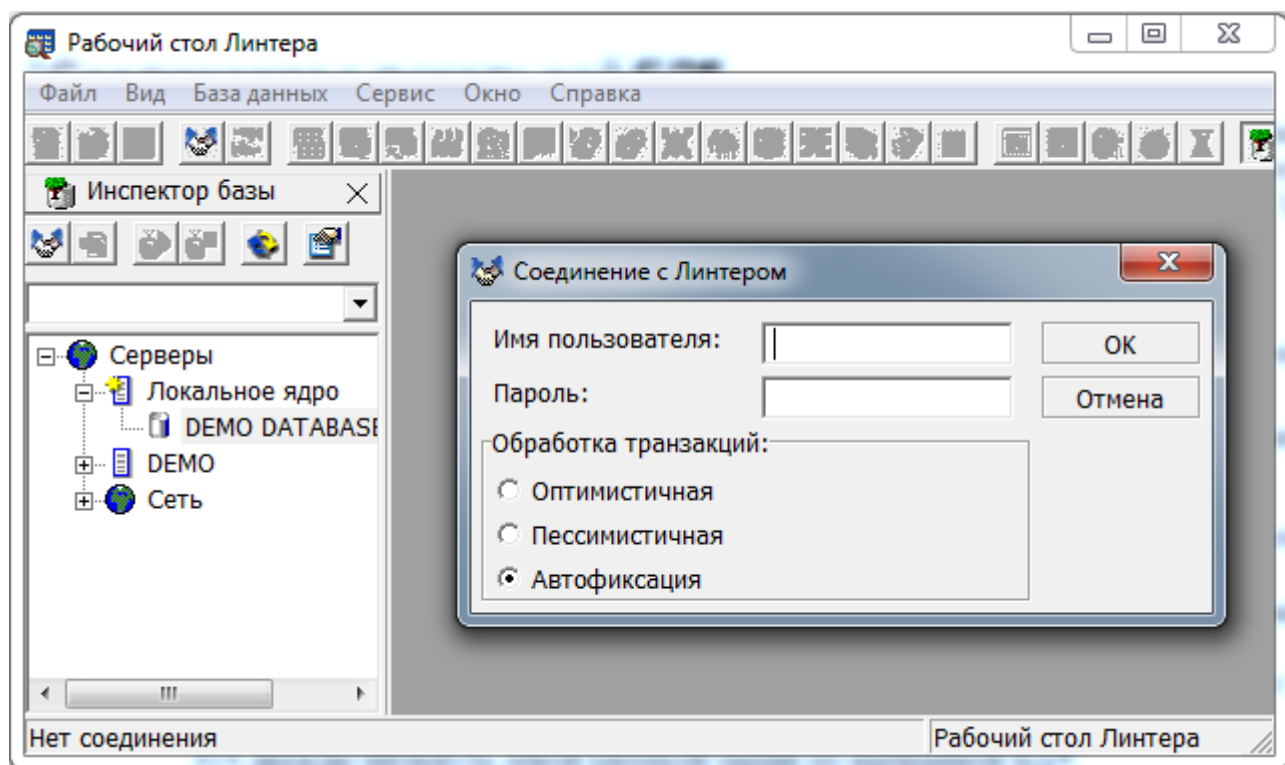 Рабочий стол Линтера
Файл Вид База данных Сервис Окно Справка
Инспектор базы
Серверы
Локальное ядро
DEMO DATABASE
DEMO
Сеть
Соединение с Линтером
Имя пользователя:
OK
Пароль:
Отмена
Обработка транзакций:
Оптимистичная
Пессимистичная
Автофиксация
Нет соединения
Рабочий стол Линтера